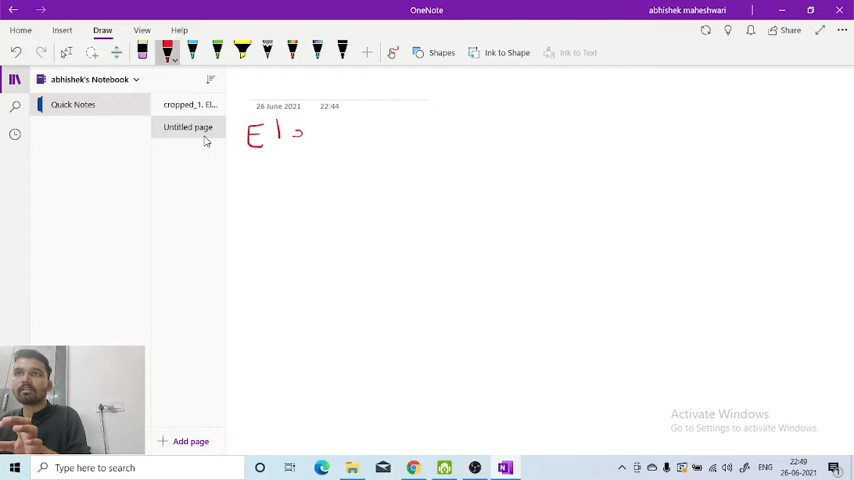 OneNote
abhishek maheshwari
Home
Insert
Draw
View
Help
Shapes
Ink to Shape
Ink to Text
Share
abhishek's Notebook
Quick Notes
cropped_1. El...
Untitled page
26 June 2021 22:44
E1
Add page
Activate Windows
Go to Settings to activate Windows.
Type here to search
ENG
22:49
26-06-2021